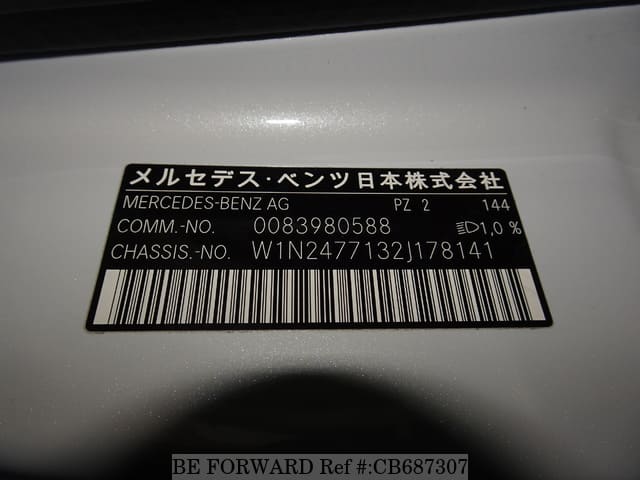 メルセデス・ベンツ日本株式会社
MERCEDES-BENZ AG PZ 2 144
COMM.-NO. 0083980588 1,0 %
CHASSIS.-NO. W1N2477132J178141
BE FORWARD Ref #:CB687307